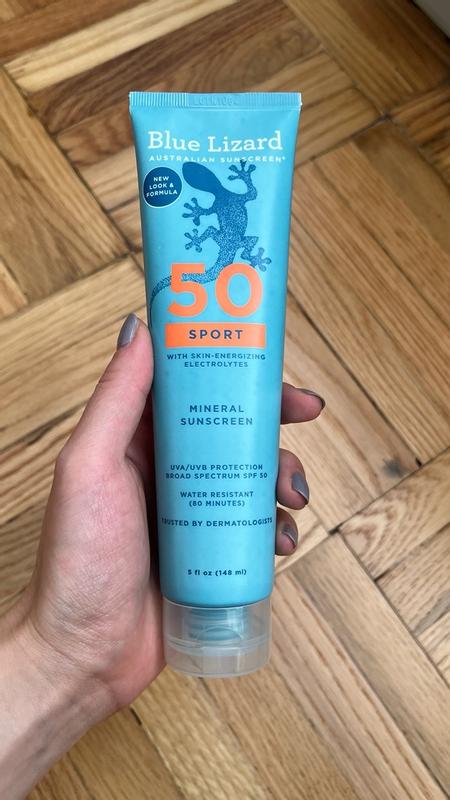 Blue Lizard
AUSTRALIAN SUNSCREEN®
NEW
LOOK &
FORMULA
50
SPORT
WITH SKIN-ENERGIZING
ELECTROLYTES
MINERAL
SUNSCREEN
UVA/UVB PROTECTION
BROAD SPECTRUM SPF 50
WATER RESISTANT
(80 MINUTES)
TRUSTED BY DERMATOLOGISTS
5 fl oz (148 ml)